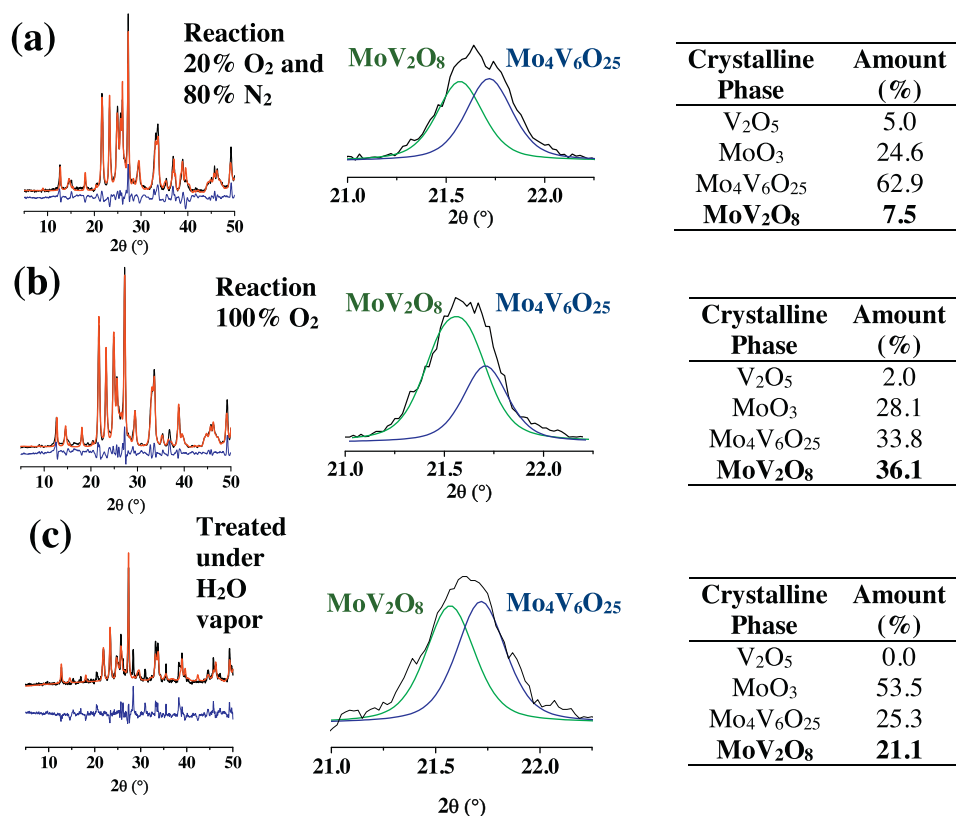 (a)
Reaction
20% O₂ and
80% N₂
10 20 30 40 50
2θ (°)
MoV₂O₈ Mo₄V₆O₂₅
21.0 21.5 22.0
2θ (°)
Crystalline Amount
Phase (%)
V₂O₅ 5.0
MoO₃ 24.6
Mo₄V₆O₂₅ 62.9
MoV₂O₈ 7.5
(b)
Reaction
100% O₂
10 20 30 40 50
2θ (°)
MoV₂O₈ Mo₄V₆O₂₅
21.0 21.5 22.0
2θ (°)
Crystalline Amount
Phase (%)
V₂O₅ 2.0
MoO₃ 28.1
Mo₄V₆O₂₅ 33.8
MoV₂O₈ 36.1
(c)
Treated
under
H₂O
vapor
10 20 30 40 50
2θ (°)
MoV₂O₈ Mo₄V₆O₂₅
21.0 21.5 22.0
2θ (°)
Crystalline Amount
Phase (%)
V₂O₅ 0.0
MoO₃ 53.5
Mo₄V₆O₂₅ 25.3
MoV₂O₈ 21.1